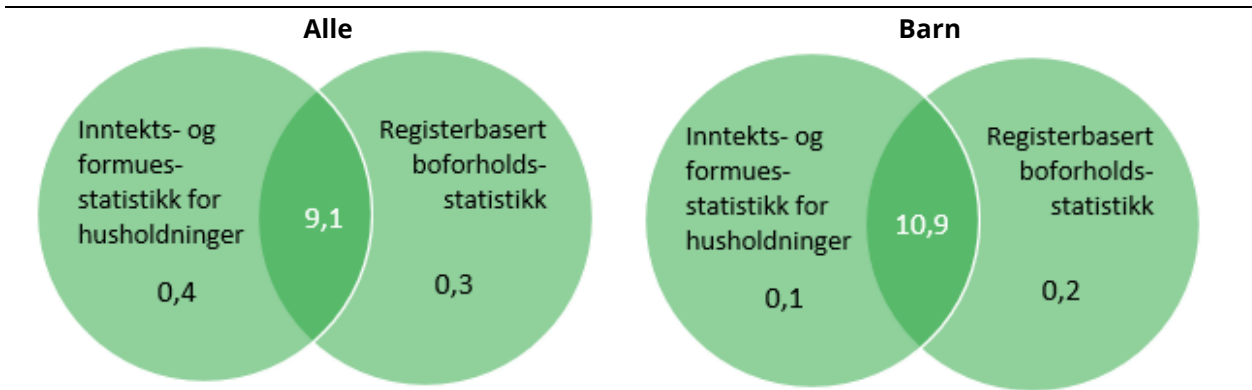 Alle
Inntekts- og
formues-
statistikk for
husholdninger
0,4
9,1
Registerbasert
boforholds-
statistikk
0,3
Barn
Inntekts- og
formues-
statistikk for
husholdninger
0,1
10,9
Registerbasert
boforholds-
statistikk
0,2